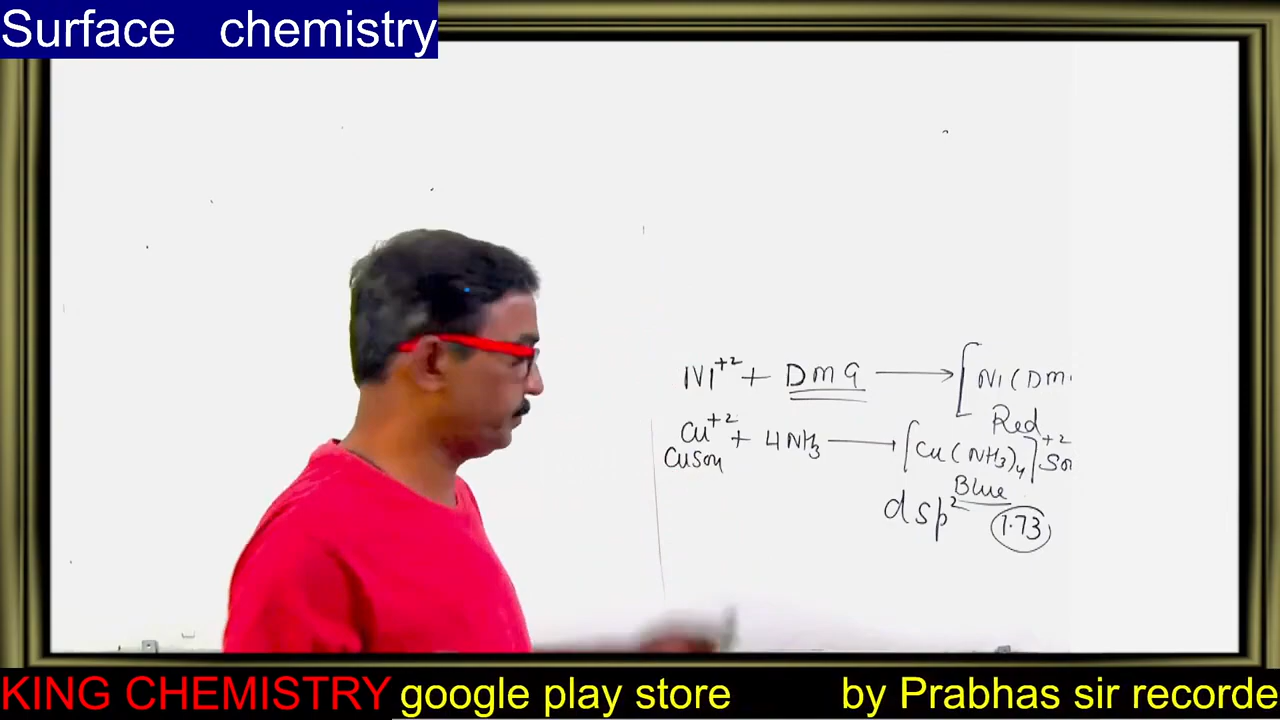 Surface chemistry
Ni+2 + DMG → [Ni(Dm
Red
Cu+2 + 4NH3 → [Cu(NH3)4]+2 So
CuSO4
Blue
dsp2 1.73
KING CHEMISTRY google play store by Prabhas sir recorde